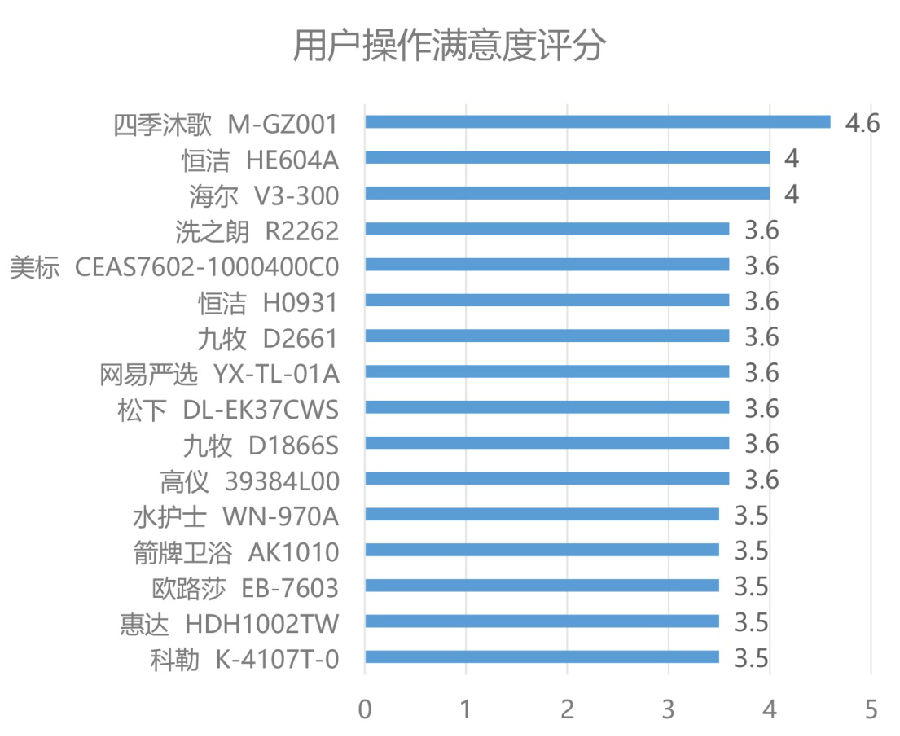 用户操作满意度评分
四季沐歌 M-GZ001 4.6
恒洁 HE604A 4
海尔 V3-300 4
洗之朗 R2262 3.6
美标 CEAS7602-1000400C0 3.6
恒洁 H0931 3.6
九牧 D2661 3.6
网易严选 YX-TL-01A 3.6
松下 DL-EK37CWS 3.6
九牧 D1866S 3.6
高仪 39384L00 3.6
水护士 WN-970A 3.5
箭牌卫浴 AK1010 3.5
欧路莎 EB-7603 3.5
惠达 HDH1002TW 3.5
科勒 K-4107T-0 3.5
0 1 2 3 4 5